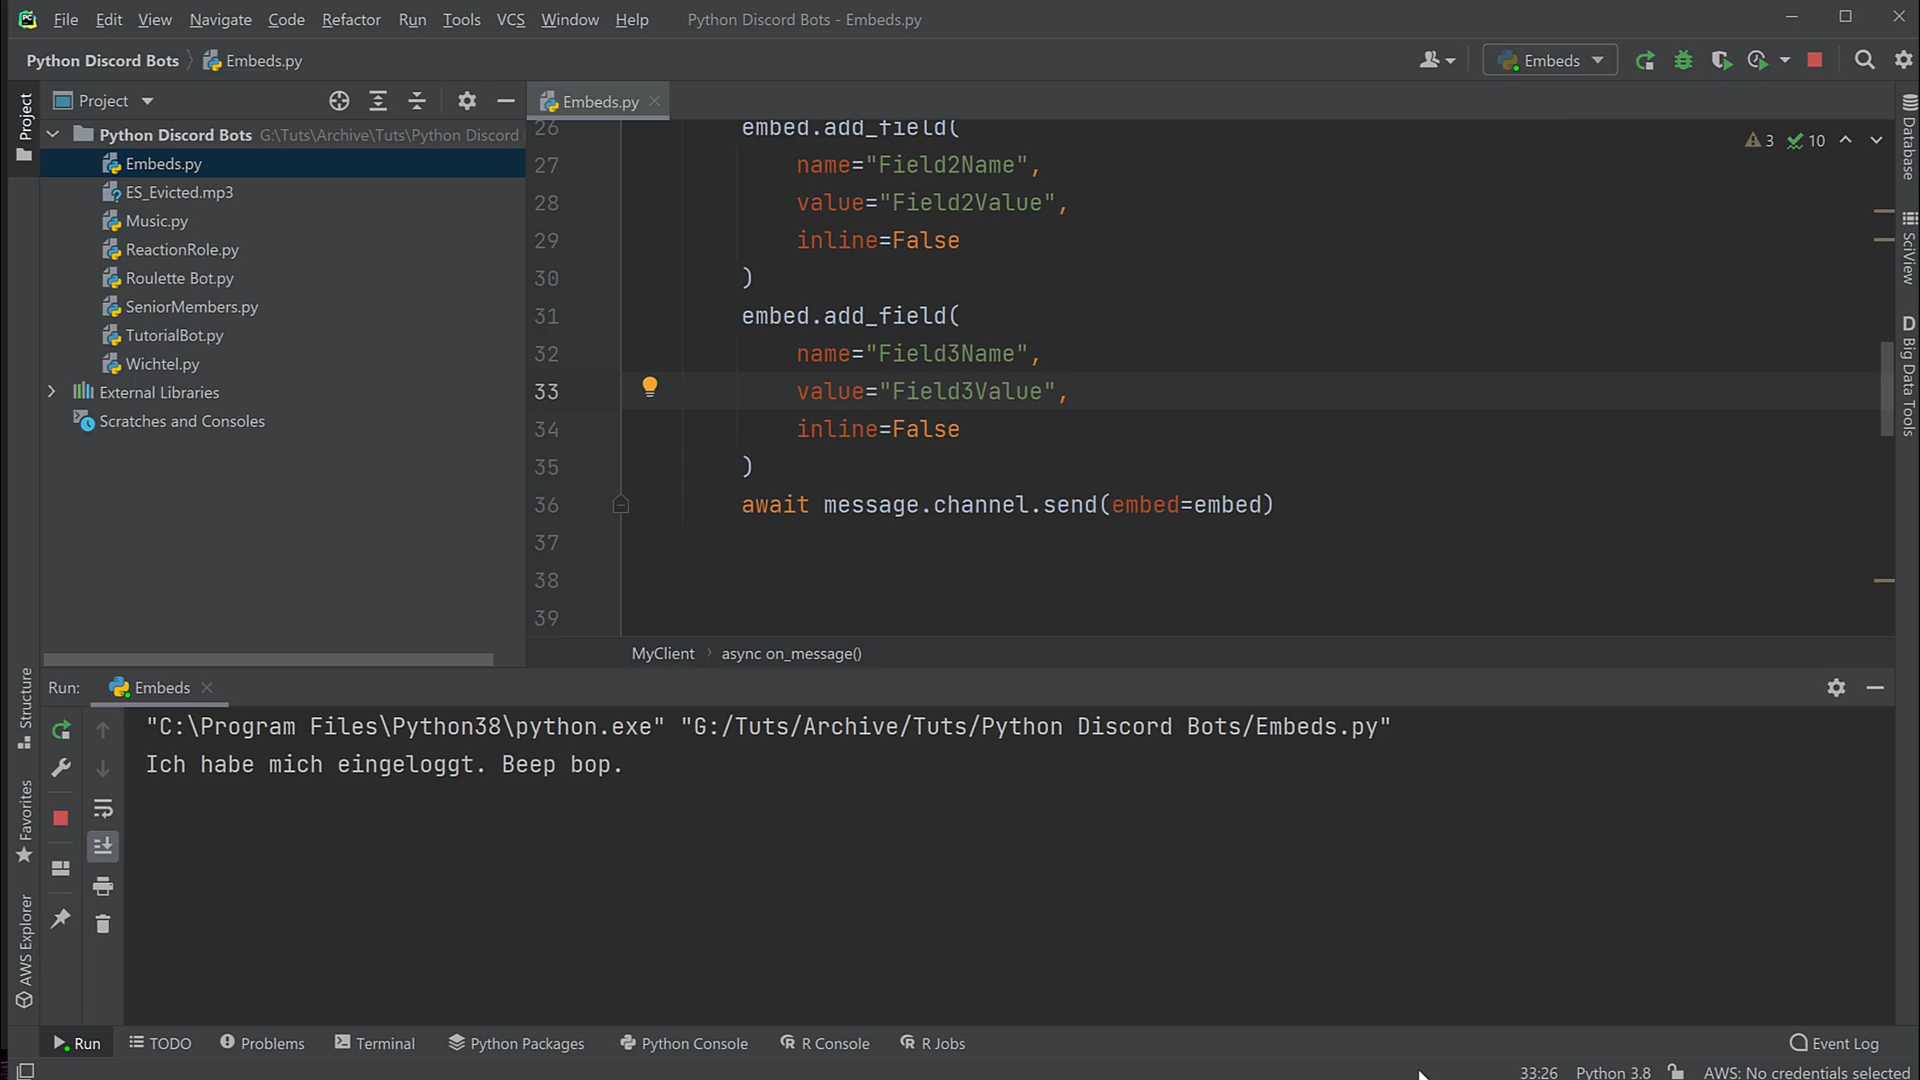 File Edit View Navigate Code Refactor Run Tools VCS Window Help Python Discord Bots - Embeds.py
Python Discord Bots Embeds.py Embeds
Project
Project
Embeds.py
Python Discord Bots G:\Tuts\Archive\Tuts\Python Discord
Embeds.py
ES_Evicted.mp3
Music.py
ReactionRole.py
Roulette Bot.py
SeniorMembers.py
TutorialBot.py
Wichtel.py
External Libraries
Scratches and Consoles
3 10
26 embed.add_field(
27 name="Field2Name",
28 value="Field2Value",
29 inline=False
30 )
31 embed.add_field(
32 name="Field3Name",
33 value="Field3Value",
34 inline=False
35 )
36 await message.channel.send(embed=embed)
37
38
39
MyClient async on_message()
Database
SciView
D Big Data Tools
Structure
Favorites
AWS Explorer
Run: Embeds
"C:\Program Files\Python38\python.exe" "G:/Tuts/Archive/Tuts/Python Discord Bots/Embeds.py"
Ich habe mich eingeloggt. Beep bop.
Run TODO Problems Terminal Python Packages Python Console R Console R Jobs Event Log
33:26 Python 3.8 AWS: No credentials selected